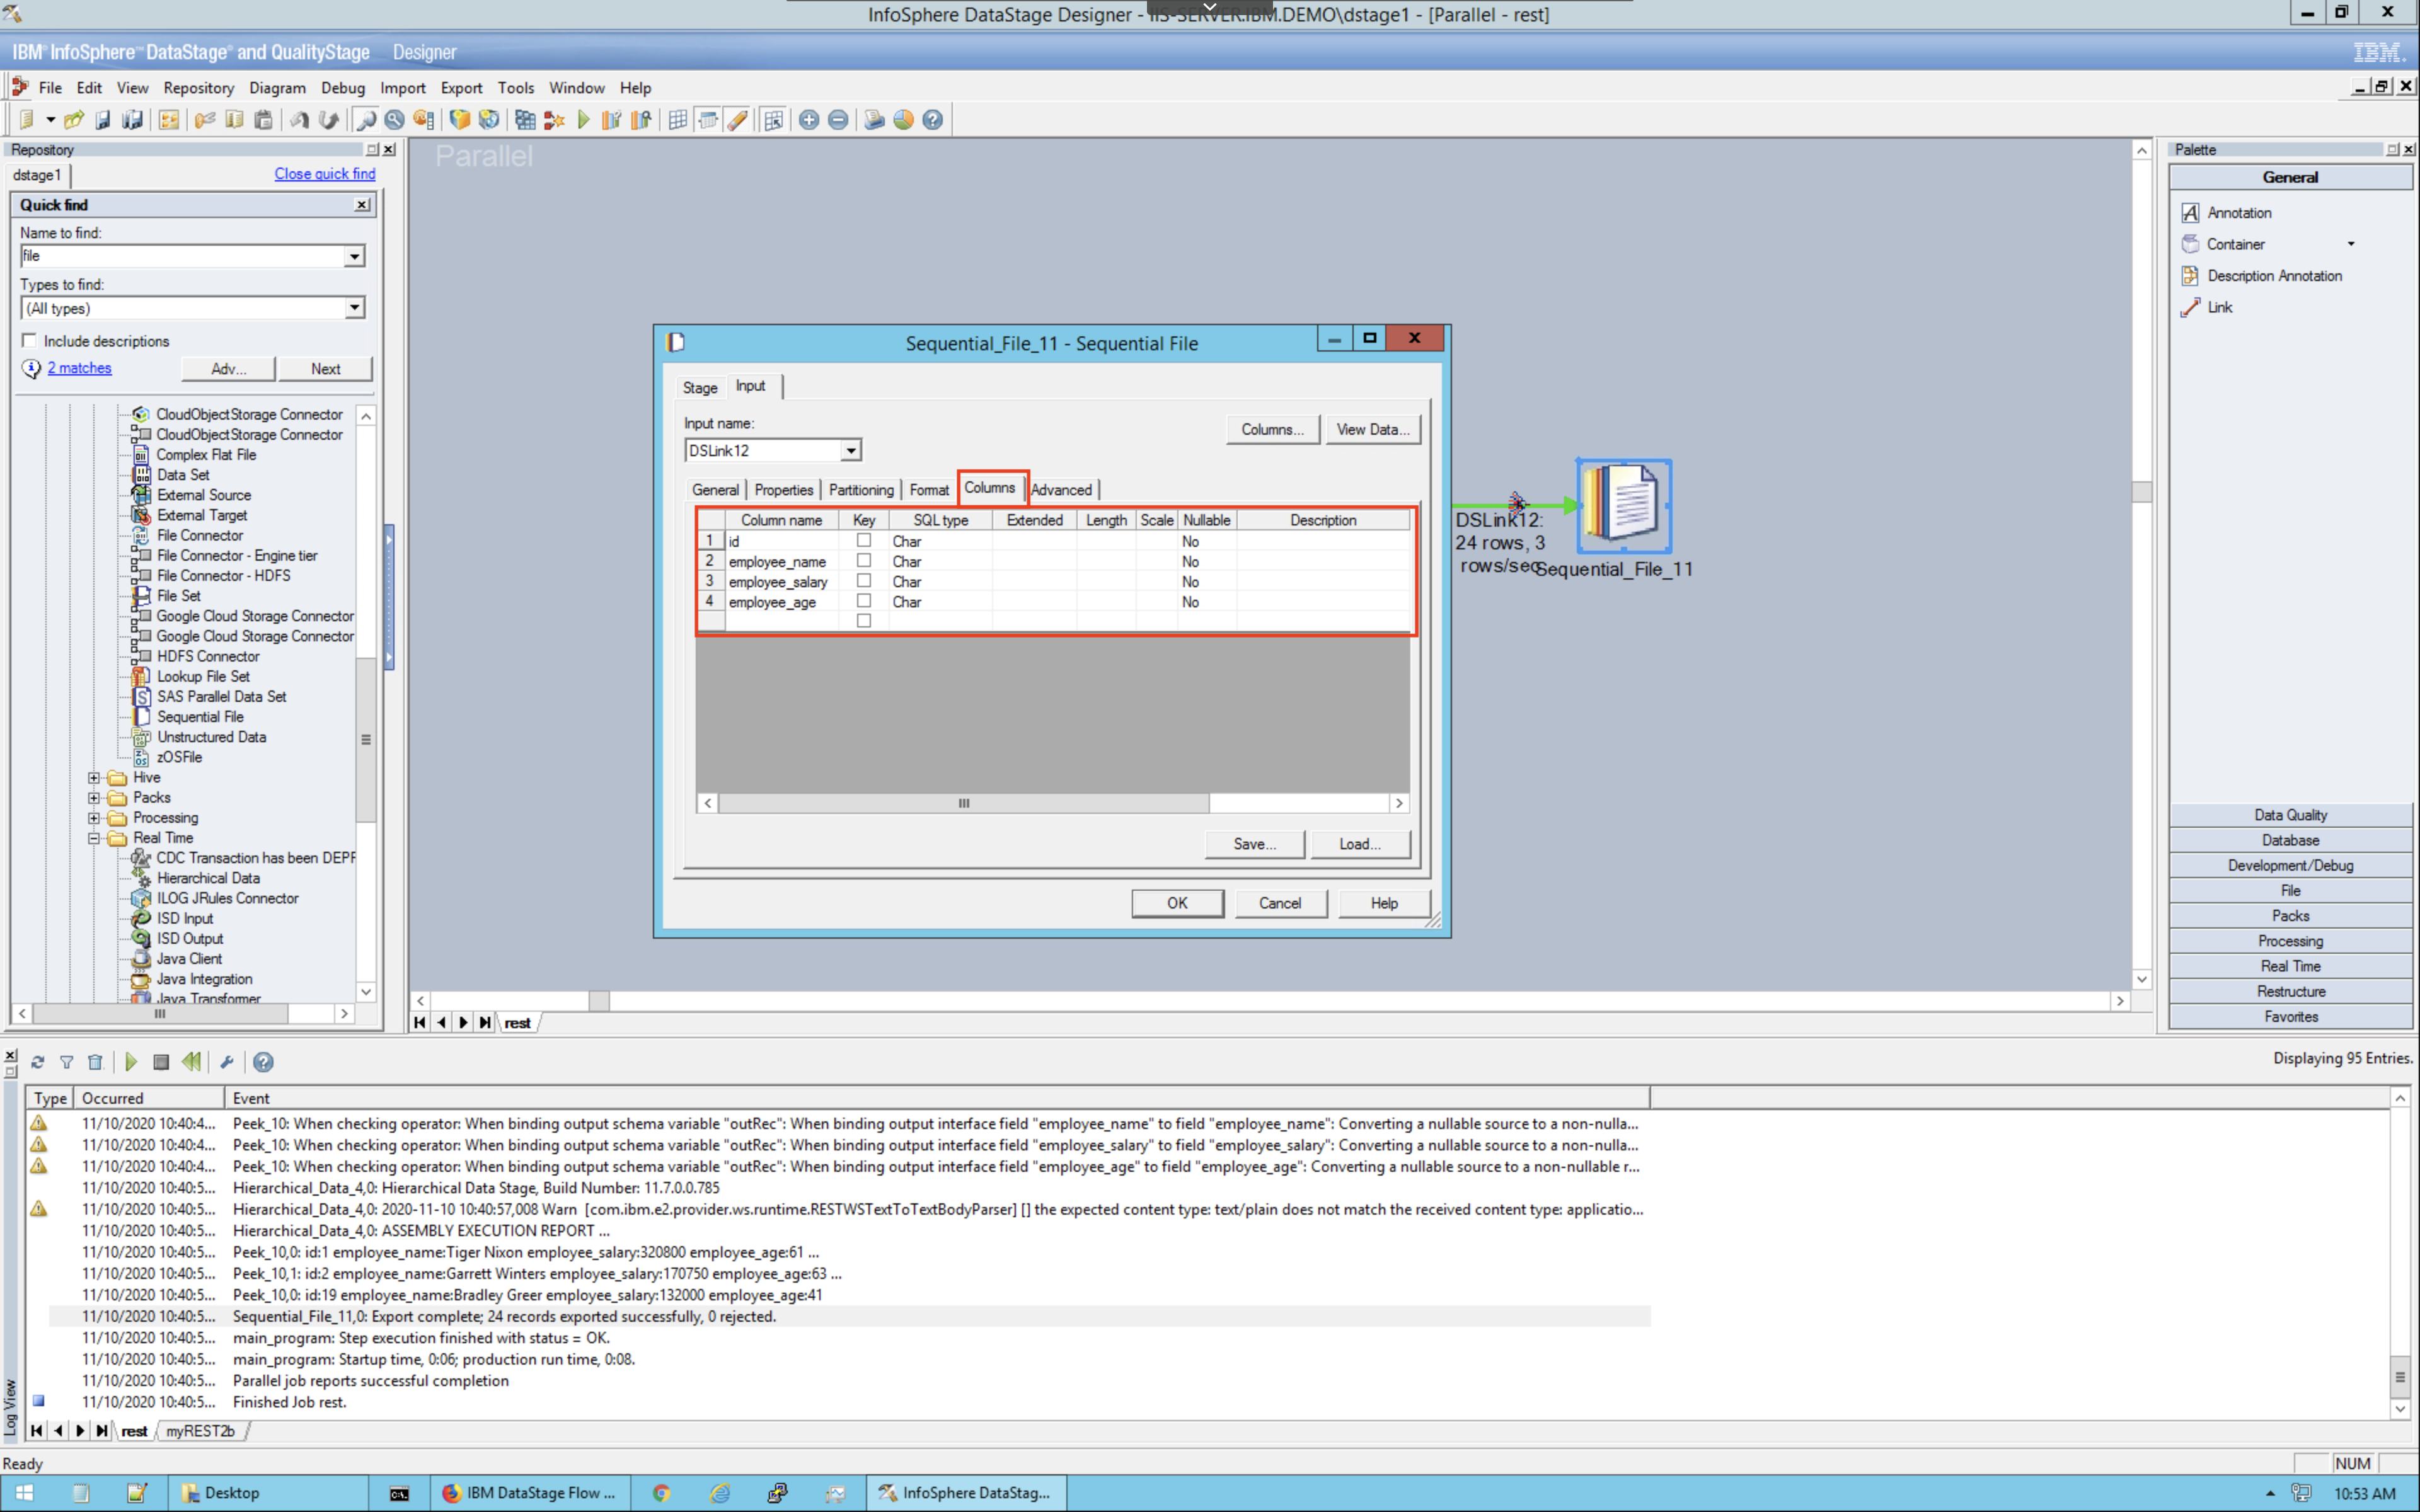 InfoSphere DataStage Designer - IIS-SERVER.IBM.DEMO\dstage1 - [Parallel - rest]
IBM InfoSphere DataStage and QualityStage Designer
IBM.
File Edit View Repository Diagram Debug Import Export Tools Window Help
Repository
dstage1
Close quick find
Quick find
Name to find:
file
Types to find:
(All types)
Include descriptions
2 matches
Adv...
Next
CloudObjectStorage Connector
CloudObjectStorage Connector
Complex Flat File
Data Set
External Source
External Target
File Connector
File Connector - Engine tier
File Connector - HDFS
File Set
Google Cloud Storage Connector
Google Cloud Storage Connector
HDFS Connector
Lookup File Set
SAS Parallel Data Set
Sequential File
Unstructured Data
zOSFile
Hive
Packs
Processing
Real Time
CDC Transaction has been DEPF
Hierarchical Data
ILOG JRules Connector
ISD Input
ISD Output
Java Client
Java Integration
Java Transformer
Parallel
Sequential_File_11 - Sequential File
Stage Input
Input name:
DSLink12
Columns...
View Data...
General Properties Partitioning Format Columns Advanced
Column name Key SQL type Extended Length Scale Nullable Description
1 id Char No
2 employee_name Char No
3 employee_salary Char No
4 employee_age Char No
Save...
Load...
OK
Cancel
Help
DSLink12:
24 rows, 3
rows/sec
Sequential_File_11
rest
Palette
General
Annotation
Container
Description Annotation
Link
Data Quality
Database
Development/Debug
File
Packs
Processing
Real Time
Restructure
Favorites
Displaying 95 Entries.
Type Occurred Event
11/10/2020 10:40:4... Peek_10: When checking operator: When binding output schema variable "outRec": When binding output interface field "employee_name" to field "employee_name": Converting a nullable source to a non-nulla...
11/10/2020 10:40:4... Peek_10: When checking operator: When binding output schema variable "outRec": When binding output interface field "employee_salary" to field "employee_salary": Converting a nullable source to a non-nulla...
11/10/2020 10:40:4... Peek_10: When checking operator: When binding output schema variable "outRec": When binding output interface field "employee_age" to field "employee_age": Converting a nullable source to a non-nullable r...
11/10/2020 10:40:5... Hierarchical_Data_4,0: Hierarchical Data Stage, Build Number: 11.7.0.0.785
11/10/2020 10:40:5... Hierarchical_Data_4,0: 2020-11-10 10:40:57,008 Warn [com.ibm.e2.provider.ws.runtime.RESTWSTextToTextBodyParser] [] the expected content type: text/plain does not match the received content type: applicatio...
11/10/2020 10:40:5... Hierarchical_Data_4,0: ASSEMBLY EXECUTION REPORT ...
11/10/2020 10:40:5... Peek_10,0: id:1 employee_name:Tiger Nixon employee_salary:320800 employee_age:61 ...
11/10/2020 10:40:5... Peek_10,1: id:2 employee_name:Garrett Winters employee_salary:170750 employee_age:63 ...
11/10/2020 10:40:5... Peek_10,0: id:19 employee_name:Bradley Greer employee_salary:132000 employee_age:41
11/10/2020 10:40:5... Sequential_File_11,0: Export complete; 24 records exported successfully, 0 rejected.
11/10/2020 10:40:5... main_program: Step execution finished with status = OK.
11/10/2020 10:40:5... main_program: Startup time, 0:06; production run time, 0:08.
11/10/2020 10:40:5... Parallel job reports successful completion
11/10/2020 10:40:5... Finished Job rest.
Log View
rest myREST2b
Ready
NUM
Desktop
IBM DataStage Flow ...
InfoSphere DataStag...
10:53 AM